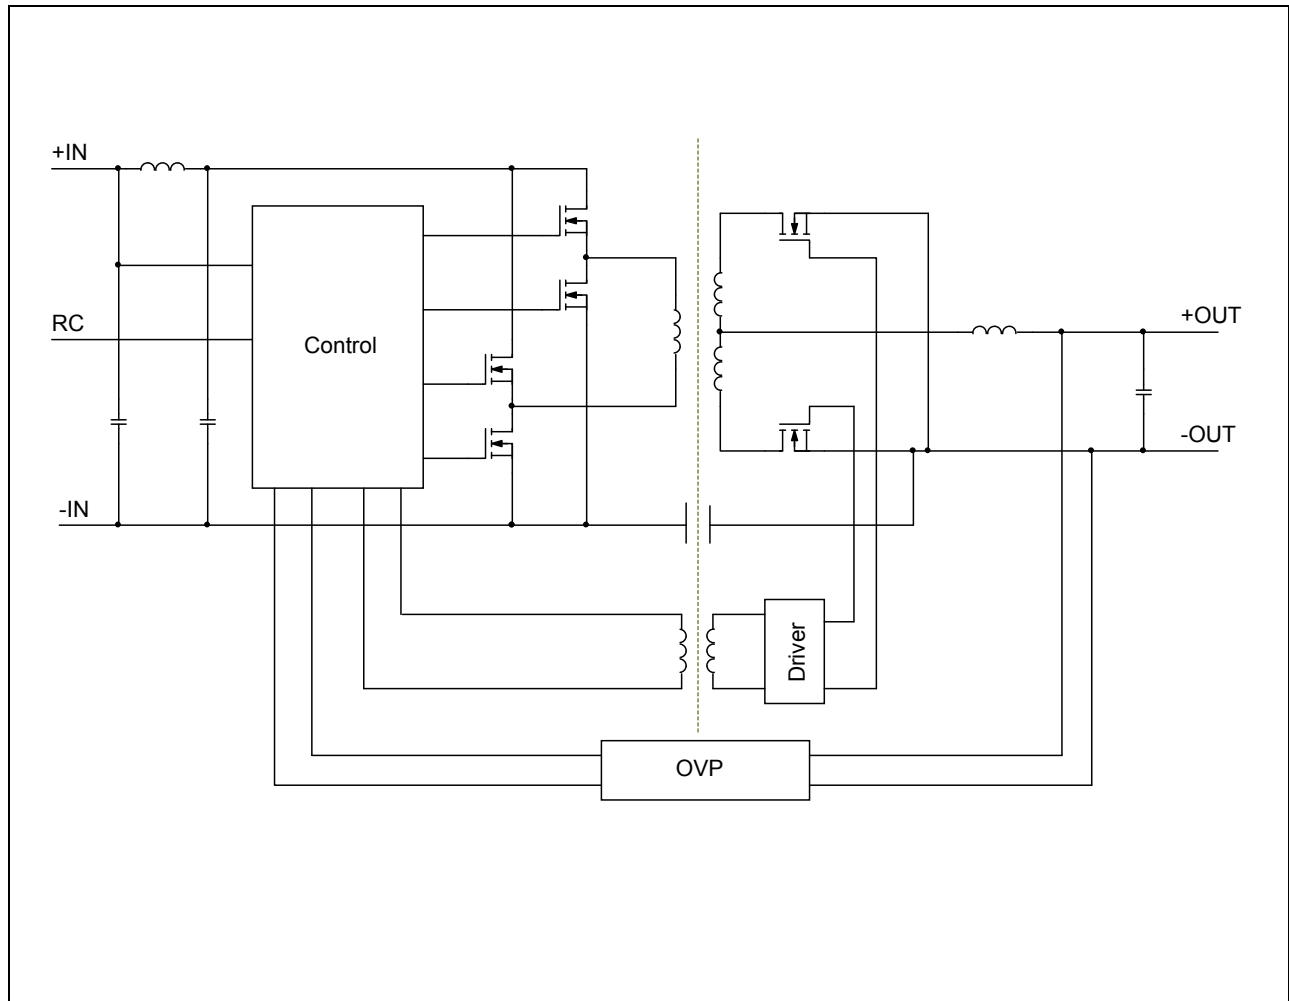 +IN
RC
Control
+OUT
-OUT
-IN
Driver
OVP